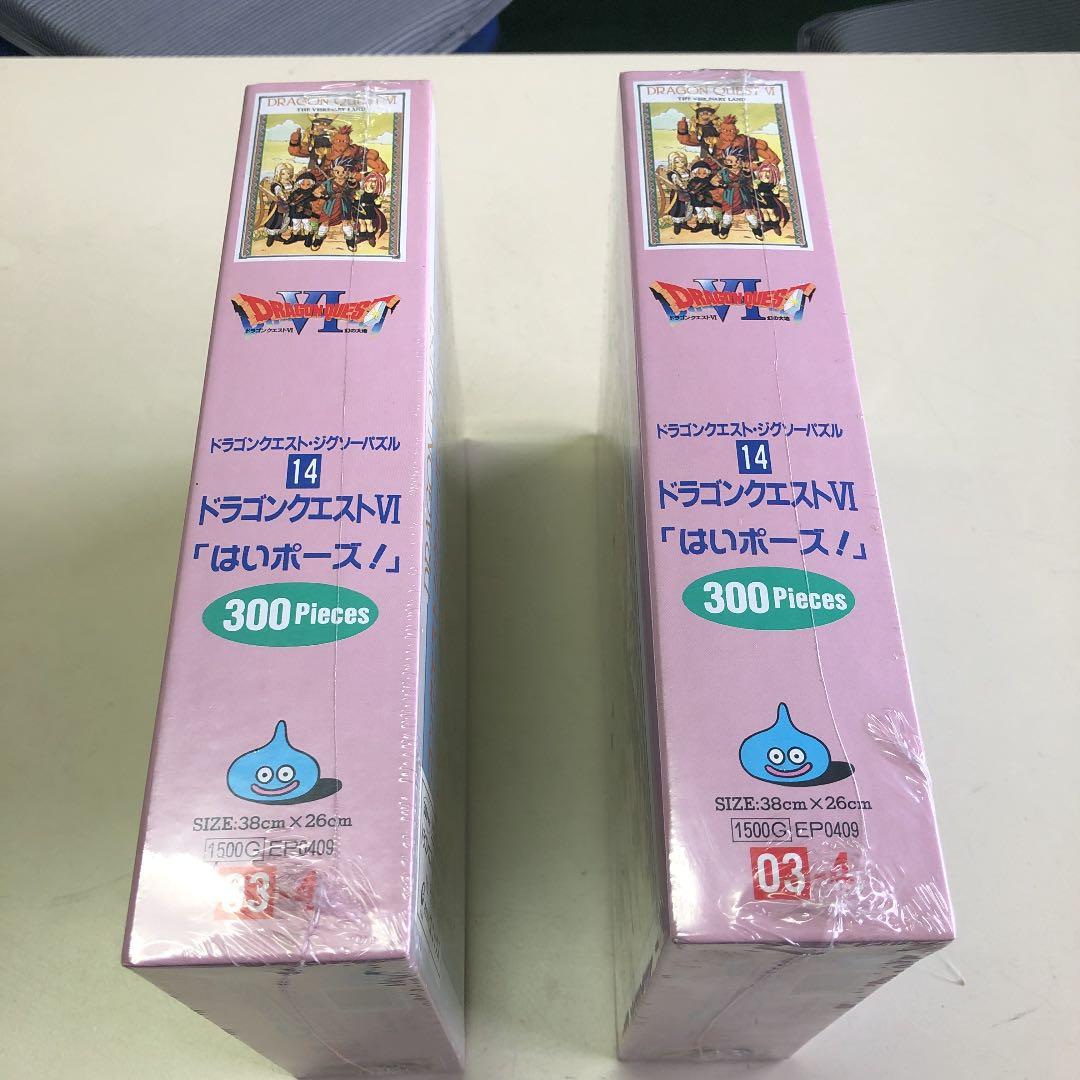 DRAGON QUEST VI
THE VISIONARY LAND
DRAGON QUEST
VI
ドラゴンクエストVI 幻の大地
ドラゴンクエスト・ジグソーパズル
14
ドラゴンクエストVI
「はいポーズ!」
300 Pieces
SIZE:38cm×26cm
1500G EP0409
03-4
DRAGON QUEST VI
THE VISIONARY LAND
DRAGON QUEST
VI
ドラゴンクエストVI 幻の大地
ドラゴンクエスト・ジグソーパズル
14
ドラゴンクエストVI
「はいポーズ!」
300 Pieces
SIZE:38cm×26cm
1500G EP0409
03-4